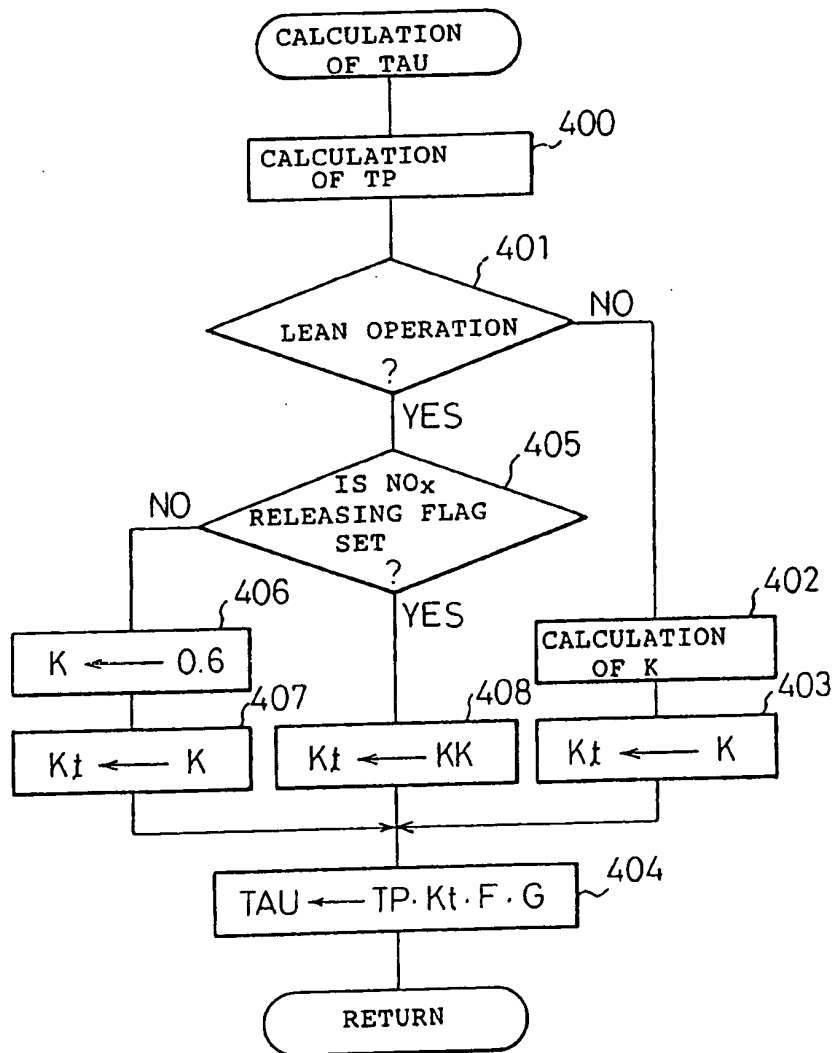 CALCULATION
OF TAU
400
CALCULATION
OF TP
401
LEAN OPERATION
?
NO
YES
405
IS NOx
RELEASING FLAG
SET
?
NO
YES
406
K ← 0.6
407
Kt ← K
408
Kt ← KK
402
CALCULATION
OF K
403
Kt ← K
404
TAU ← TP·Kt·F·G
RETURN